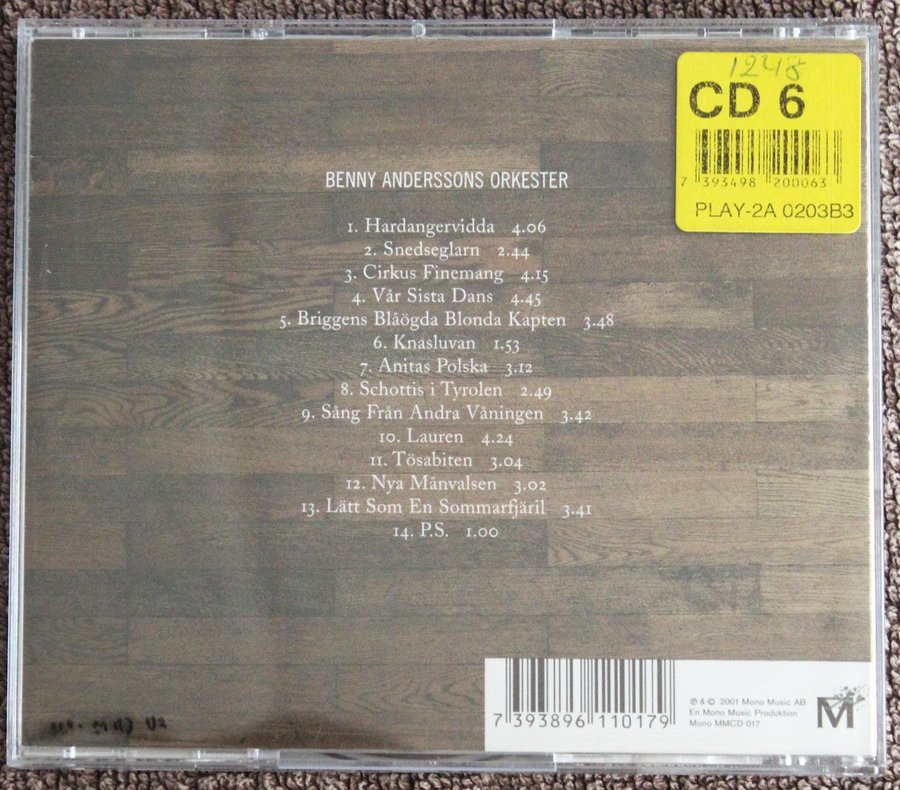 1248
CD 6
7 393498 200063
PLAY-2A 0203B3
BENNY ANDERSSONS ORKESTER
1. Hardangervidda 4.06
2. Snedseglarn 2.44
3. Cirkus Finemang 4.15
4. Vår Sista Dans 4.45
5. Briggens Blåögda Blonda Kapten 3.48
6. Knasluvan 1.53
7. Anitas Polska 3.12
8. Schottis i Tyrolen 2.49
9. Sång Från Andra Våningen 3.42
10. Lauren 4.24
11. Tösabiten 3.04
12. Nya Månvalsen 3.02
13. Lätt Som En Sommarfjäril 3.41
14. P.S. 1.00
7 393896 110179
℗ & © 2001 Mono Music AB
En Mono Music Produktion
Mono MMCD 017
M